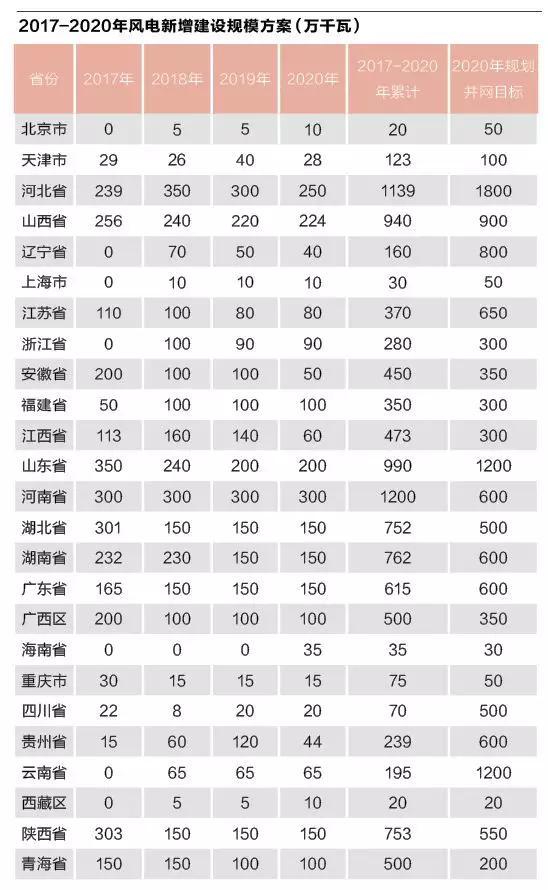 2017-2020年风电新增建设规模方案(万千瓦)
省份 2017年 2018年 2019年 2020年 2017-2020年累计 2020年规划并网目标
北京市 0 5 5 10 20 50
天津市 29 26 40 28 123 100
河北省 239 350 300 250 1139 1800
山西省 256 240 220 224 940 900
辽宁省 0 70 50 40 160 800
上海市 0 10 10 10 30 50
江苏省 110 100 80 80 370 650
浙江省 0 100 90 90 280 300
安徽省 200 100 100 50 450 350
福建省 50 100 100 100 350 300
江西省 113 160 140 60 473 300
山东省 350 240 200 200 990 1200
河南省 300 300 300 300 1200 600
湖北省 301 150 150 150 752 500
湖南省 232 230 150 150 762 600
广东省 165 150 150 150 615 600
广西区 200 100 100 100 500 350
海南省 0 0 0 35 35 30
重庆市 30 15 15 15 75 50
四川省 22 8 20 20 70 500
贵州省 15 60 120 44 239 600
云南省 0 65 65 65 195 1200
西藏区 0 5 5 10 20 20
陕西省 303 150 150 150 753 550
青海省 150 150 100 100 500 200